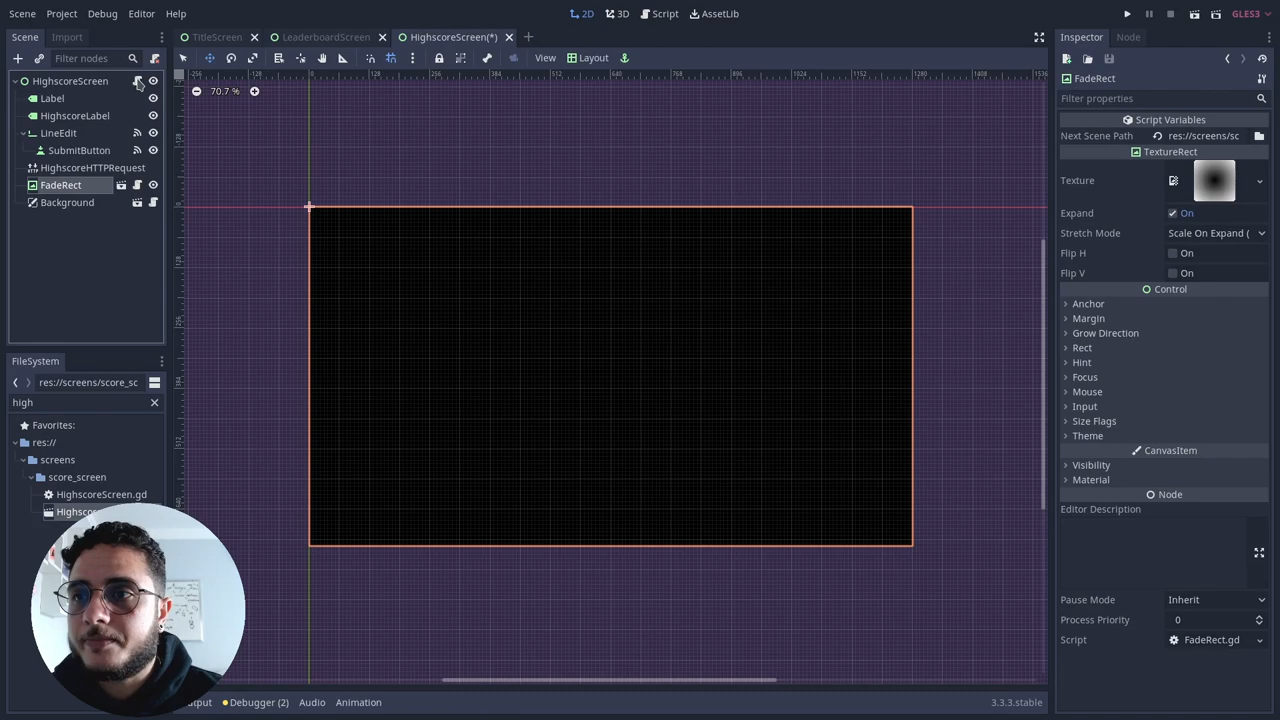 Scene Project Debug Editor Help
2D 3D Script AssetLib
GLES3
Scene Import
TitleScreen LeaderboardScreen HighscoreScreen(*)
Inspector Node
Filter nodes
View Layout
HighscoreScreen
Label
HighscoreLabel
LineEdit
SubmitButton
HighscoreHTTPRequest
FadeRect
Background
70.7 %
FadeRect
Filter properties
Script Variables
Next Scene Path res://screens/sc
TextureRect
Texture
Expand On
Stretch Mode Scale On Expand (
Flip H On
Flip V On
Control
Anchor
Margin
Grow Direction
Rect
Hint
Focus
Mouse
Input
Size Flags
Theme
CanvasItem
Visibility
Material
Node
Editor Description
Pause Mode Inherit
Process Priority 0
Script FadeRect.gd
FileSystem
res://screens/score_sc
high
Favorites:
res://
screens
score_screen
HighscoreScreen.gd
Debugger (2) Audio Animation
3.3.3.stable